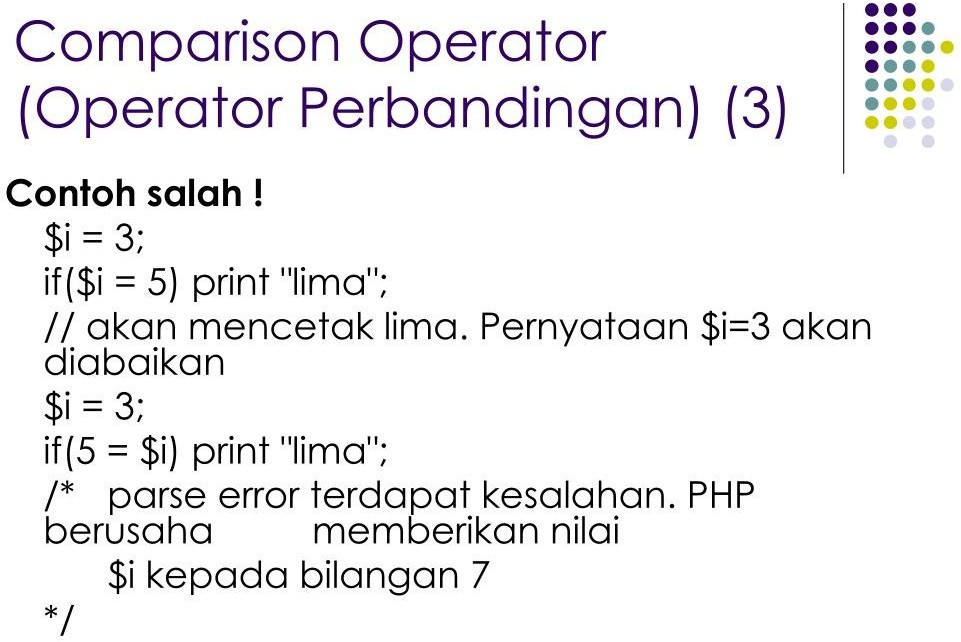 Comparison Operator
(Operator Perbandingan) (3)
Contoh salah !
$i = 3;
if($i = 5) print "lima";
// akan mencetak lima. Pernyataan $i=3 akan
diabaikan
$i = 3;
if(5 = $i) print "lima";
/* parse error terdapat kesalahan. PHP
berusaha memberikan nilai
$i kepada bilangan 7
*/